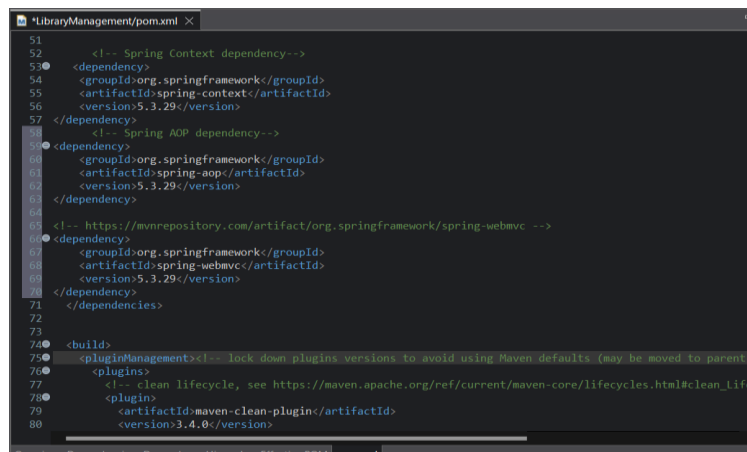 *LibraryManagement/pom.xml
51
52 <!-- Spring Context dependency-->
53 <dependency>
54 <groupId>org.springframework</groupId>
55 <artifactId>spring-context</artifactId>
56 <version>5.3.29</version>
57 </dependency>
58 <!-- Spring AOP dependency-->
59 <dependency>
60 <groupId>org.springframework</groupId>
61 <artifactId>spring-aop</artifactId>
62 <version>5.3.29</version>
63 </dependency>
64
65 <!-- https://mvnrepository.com/artifact/org.springframework/spring-webmvc -->
66 <dependency>
67 <groupId>org.springframework</groupId>
68 <artifactId>spring-webmvc</artifactId>
69 <version>5.3.29</version>
70 </dependency>
71 </dependencies>
72
73
74 <build>
75 <pluginManagement><!-- lock down plugins versions to avoid using Maven defaults (may be moved to parent
76 <plugins>
77 <!-- clean lifecycle, see https://maven.apache.org/ref/current/maven-core/lifecycles.html#clean_Lif
78 <plugin>
79 <artifactId>maven-clean-plugin</artifactId>
80 <version>3.4.0</version>